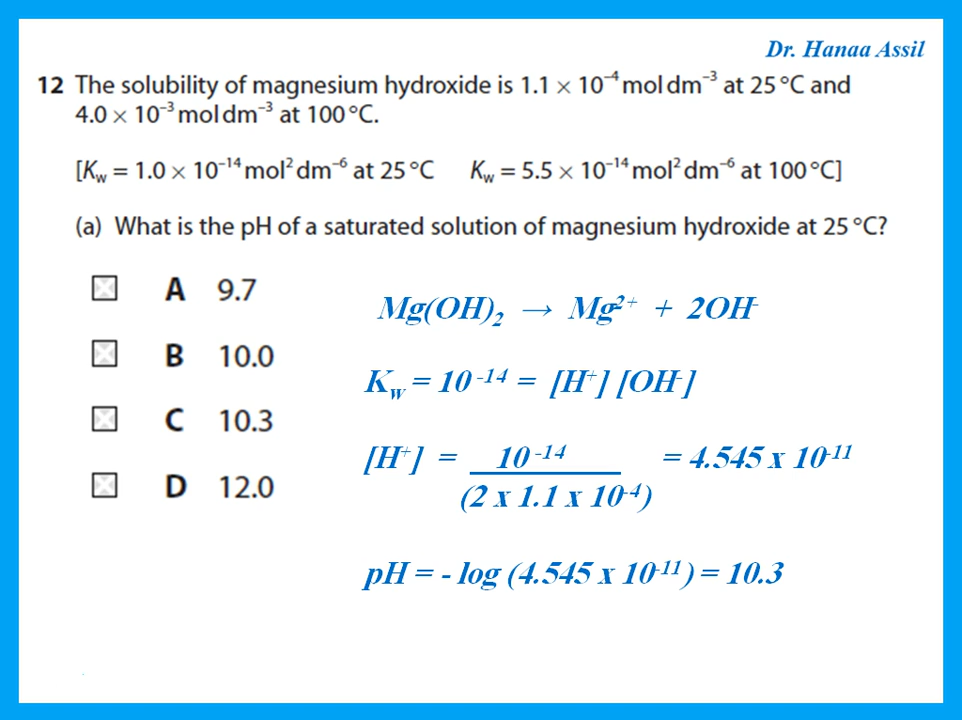 Dr. Hanaa Assil
12 The solubility of magnesium hydroxide is 1.1 × 10⁻⁴ mol dm⁻³ at 25 °C and
4.0 × 10⁻³ mol dm⁻³ at 100 °C.
[Kw = 1.0 × 10⁻¹⁴ mol² dm⁻⁶ at 25 °C Kw = 5.5 × 10⁻¹⁴ mol² dm⁻⁶ at 100 °C]
(a) What is the pH of a saturated solution of magnesium hydroxide at 25 °C?
A 9.7
Mg(OH)₂ → Mg²⁺ + 2OH⁻
B 10.0
Kw = 10⁻¹⁴ = [H⁺] [OH⁻]
C 10.3
[H⁺] = 10⁻¹⁴ = 4.545 x 10⁻¹¹
D 12.0
(2 x 1.1 x 10⁻⁴)
pH = - log (4.545 x 10⁻¹¹) = 10.3